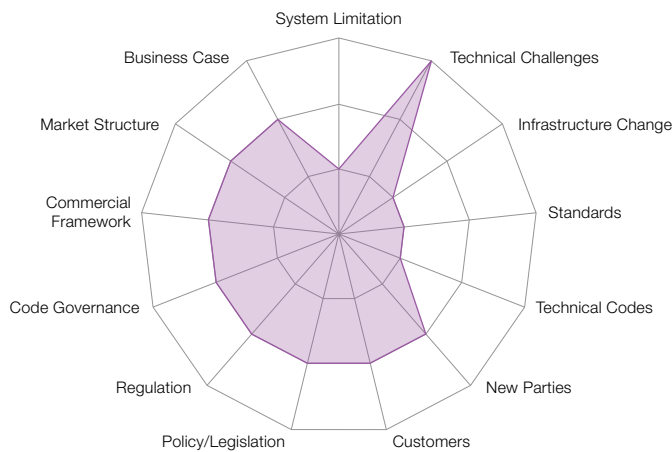 System Limitation
Business Case
Technical Challenges
Market Structure
Infrastructure Change
Commercial
Framework
Standards
Code Governance
Technical Codes
Regulation
New Parties
Policy/Legislation
Customers